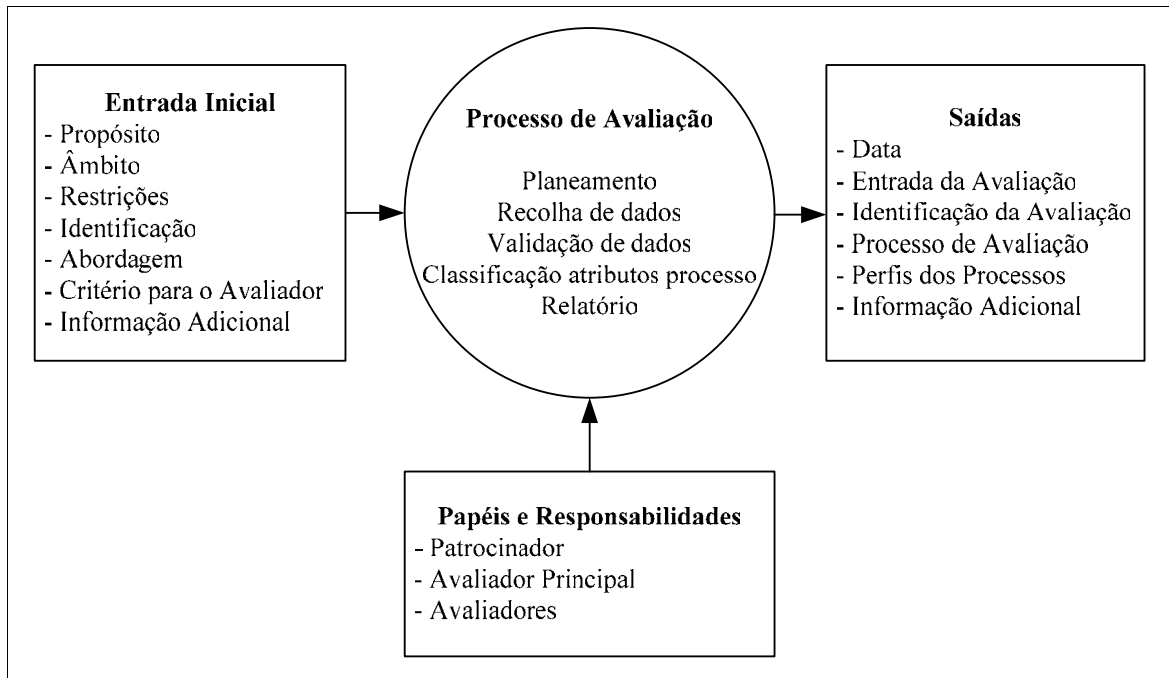 Entrada Inicial
- Propósito
- Âmbito
- Restrições
- Identificação
- Abordagem
- Critério para o Avaliador
- Informação Adicional
Processo de Avaliação
Planeamento
Recolha de dados
Validação de dados
Classificação atributos processo
Relatório
Saídas
- Data
- Entrada da Avaliação
- Identificação da Avaliação
- Processo de Avaliação
- Perfis dos Processos
- Informação Adicional
Papéis e Responsabilidades
- Patrocinador
- Avaliador Principal
- Avaliadores